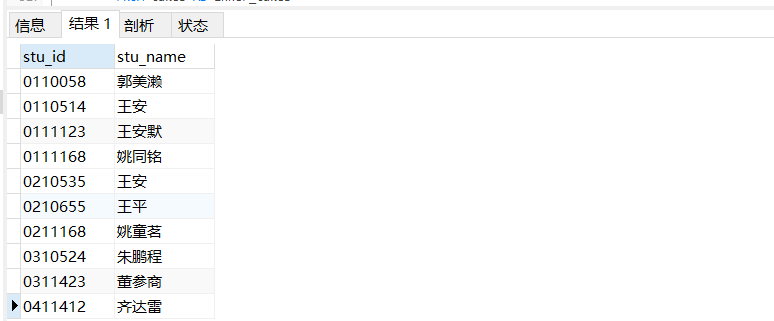 信息 结果 1 剖析 状态
stu_id stu_name
0110058 郭美濑
0110514 王安
0111123 王安默
0111168 姚同铭
0210535 王安
0210655 王平
0211168 姚童茗
0310524 朱鹏程
0311423 董参商
0411412 齐达雷